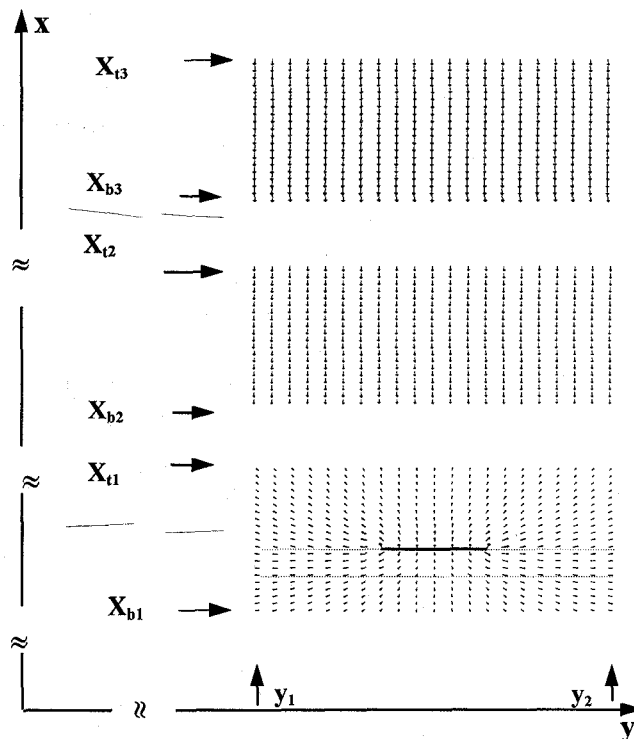 x
X_t3
X_b3
X_t2
≈
X_b2
X_t1
≈
X_b1
≈
y_1
y_2
≈
y